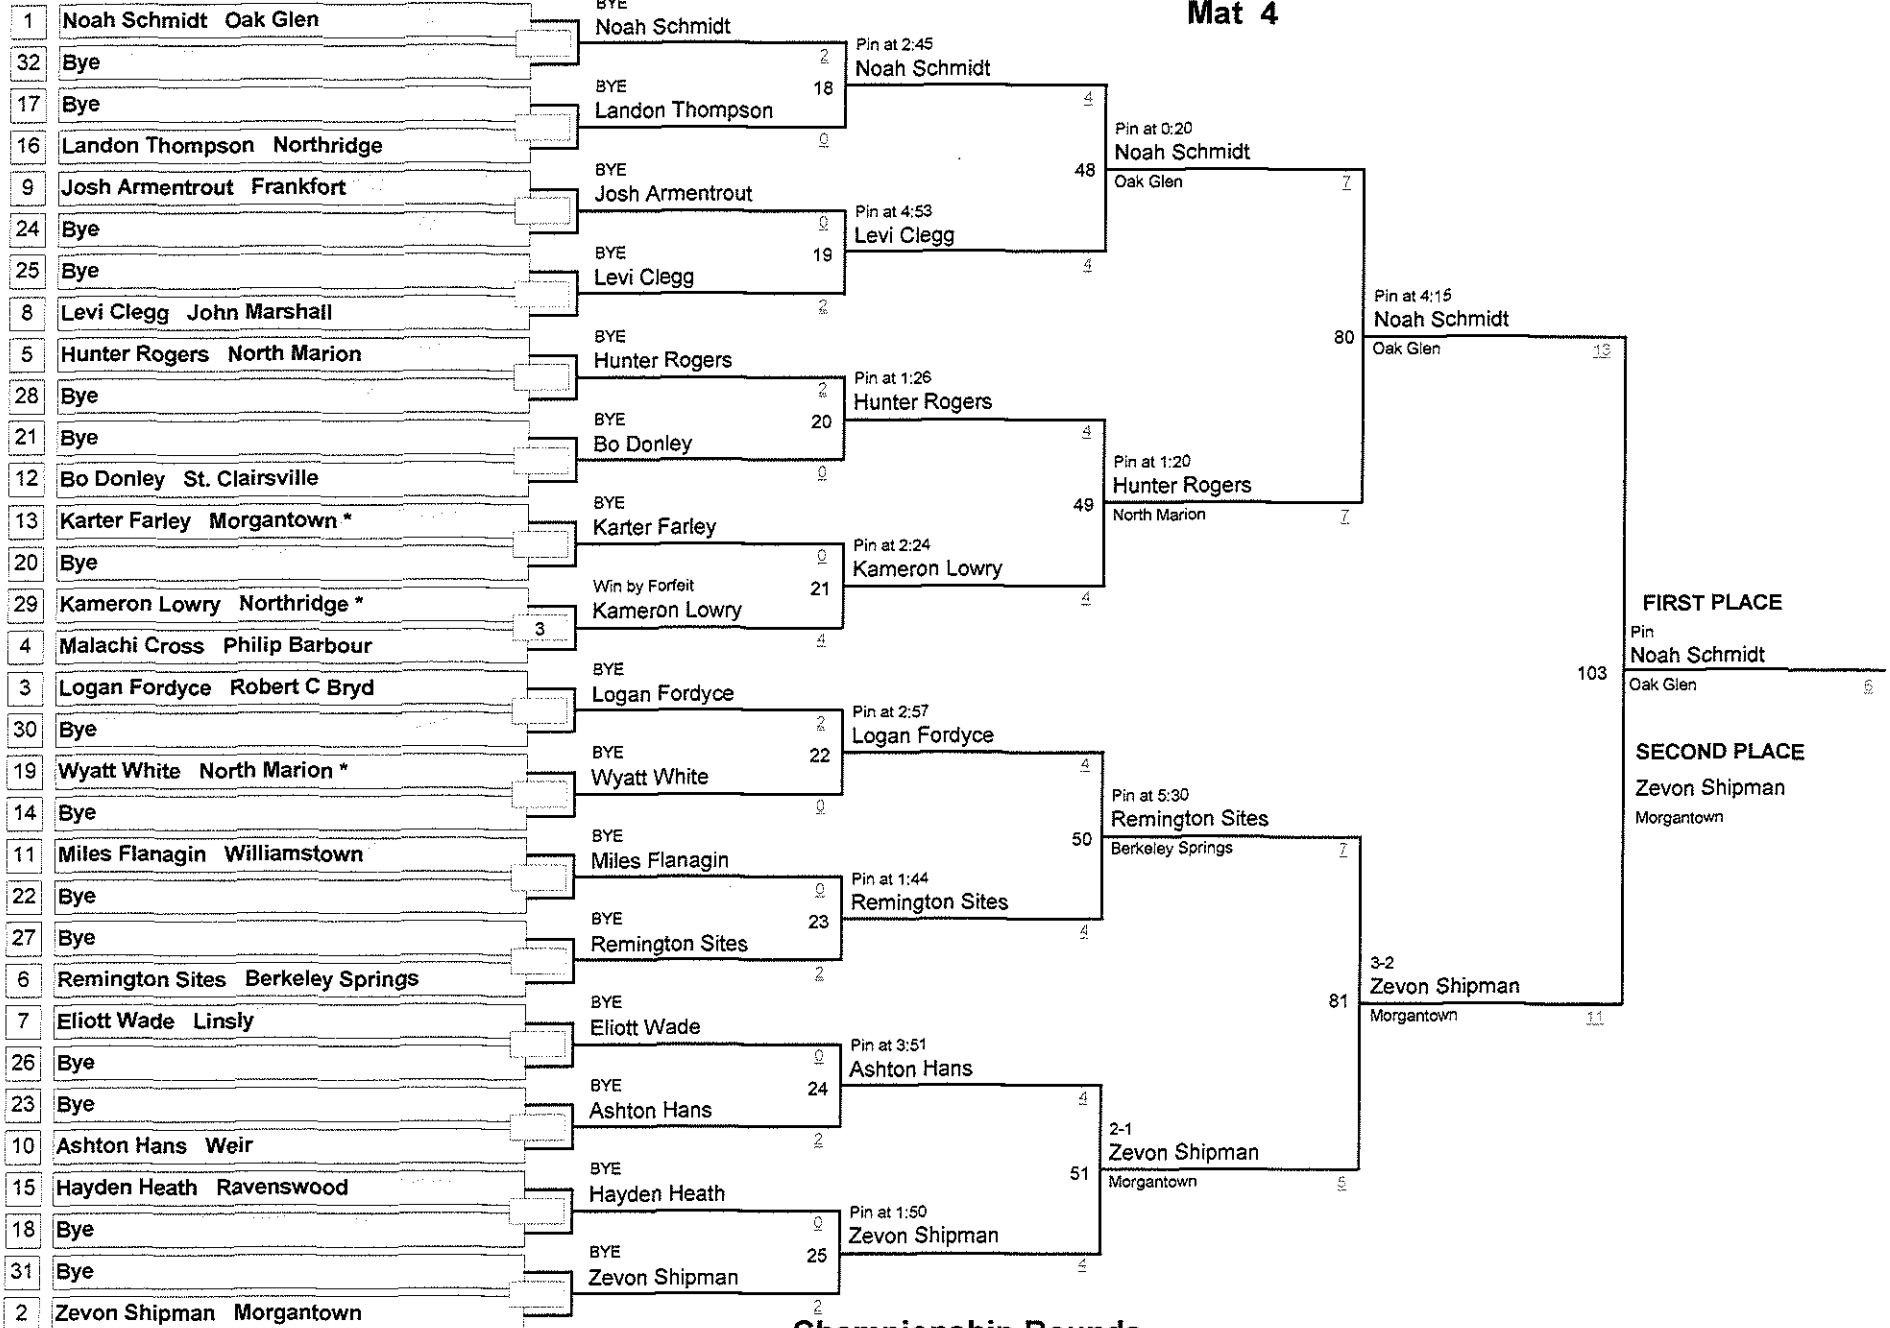 Mat 4
1 Noah Schmidt Oak Glen
32 Bye
17 Bye
16 Landon Thompson Northridge
9 Josh Armentrout Frankfort
24 Bye
25 Bye
8 Levi Clegg John Marshall
5 Hunter Rogers North Marion
28 Bye
21 Bye
12 Bo Donley St. Clairsville
13 Karter Farley Morgantown *
20 Bye
29 Kameron Lowry Northridge *
3
4 Malachi Cross Philip Barbour
3 Logan Fordyce Robert C Bryd
30 Bye
19 Wyatt White North Marion *
14 Bye
11 Miles Flanagin Williamstown
22 Bye
27 Bye
6 Remington Sites Berkeley Springs
7 Eliott Wade Linsly
26 Bye
23 Bye
10 Ashton Hans Weir
15 Hayden Heath Ravenswood
18 Bye
31 Bye
2 Zevon Shipman Morgantown
BYE
Noah Schmidt
2
18
BYE
Landon Thompson
0
BYE
Josh Armentrout
0
19
BYE
Levi Clegg
2
BYE
Hunter Rogers
2
20
BYE
Bo Donley
0
BYE
Karter Farley
0
21
Win by Forfeit
Kameron Lowry
4
BYE
Logan Fordyce
2
22
BYE
Wyatt White
0
BYE
Miles Flanagin
0
23
BYE
Remington Sites
2
BYE
Eliott Wade
0
24
BYE
Ashton Hans
2
BYE
Hayden Heath
0
25
BYE
Zevon Shipman
2
Pin at 2:45
Noah Schmidt
4
48
Pin at 4:53
Levi Clegg
4
Pin at 1:26
Hunter Rogers
4
49
Pin at 2:24
Kameron Lowry
4
Pin at 2:57
Logan Fordyce
4
50
Pin at 1:44
Remington Sites
4
Pin at 3:51
Ashton Hans
4
51
Pin at 1:50
Zevon Shipman
4
Pin at 0:20
Noah Schmidt
Oak Glen
7
80
Pin at 1:20
Hunter Rogers
North Marion
7
Pin at 5:30
Remington Sites
Berkeley Springs
7
81
2-1
Zevon Shipman
Morgantown
5
Pin at 4:15
Noah Schmidt
Oak Glen
13
103
3-2
Zevon Shipman
Morgantown
11
FIRST PLACE
Pin
Noah Schmidt
Oak Glen
6
SECOND PLACE
Zevon Shipman
Morgantown
Championship Rounds